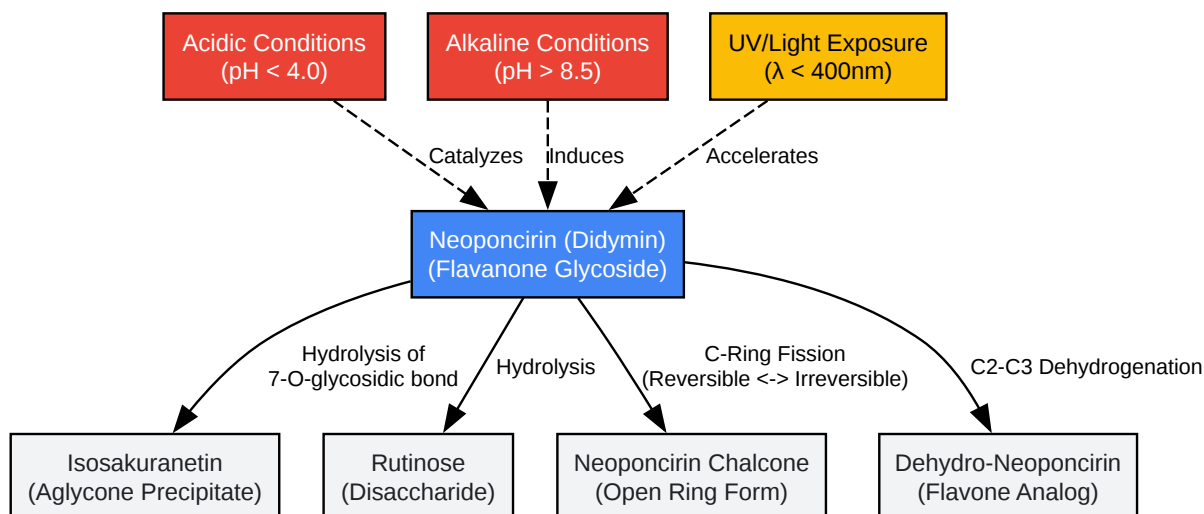 Acidic Conditions
(pH < 4.0)
Alkaline Conditions
(pH > 8.5)
UV/Light Exposure
(λ < 400nm)
Catalyzes
Induces
Accelerates
Neoponcirin (Didymin)
(Flavanone Glycoside)
Hydrolysis of
7-O-glycosidic bond
Hydrolysis
C-Ring Fission
(Reversible <-> Irreversible)
C2-C3 Dehydrogenation
Isosakuranetin
(Aglycone Precipitate)
Rutinose
(Disaccharide)
Neoponcirin Chalcone
(Open Ring Form)
Dehydro-Neoponcirin
(Flavone Analog)